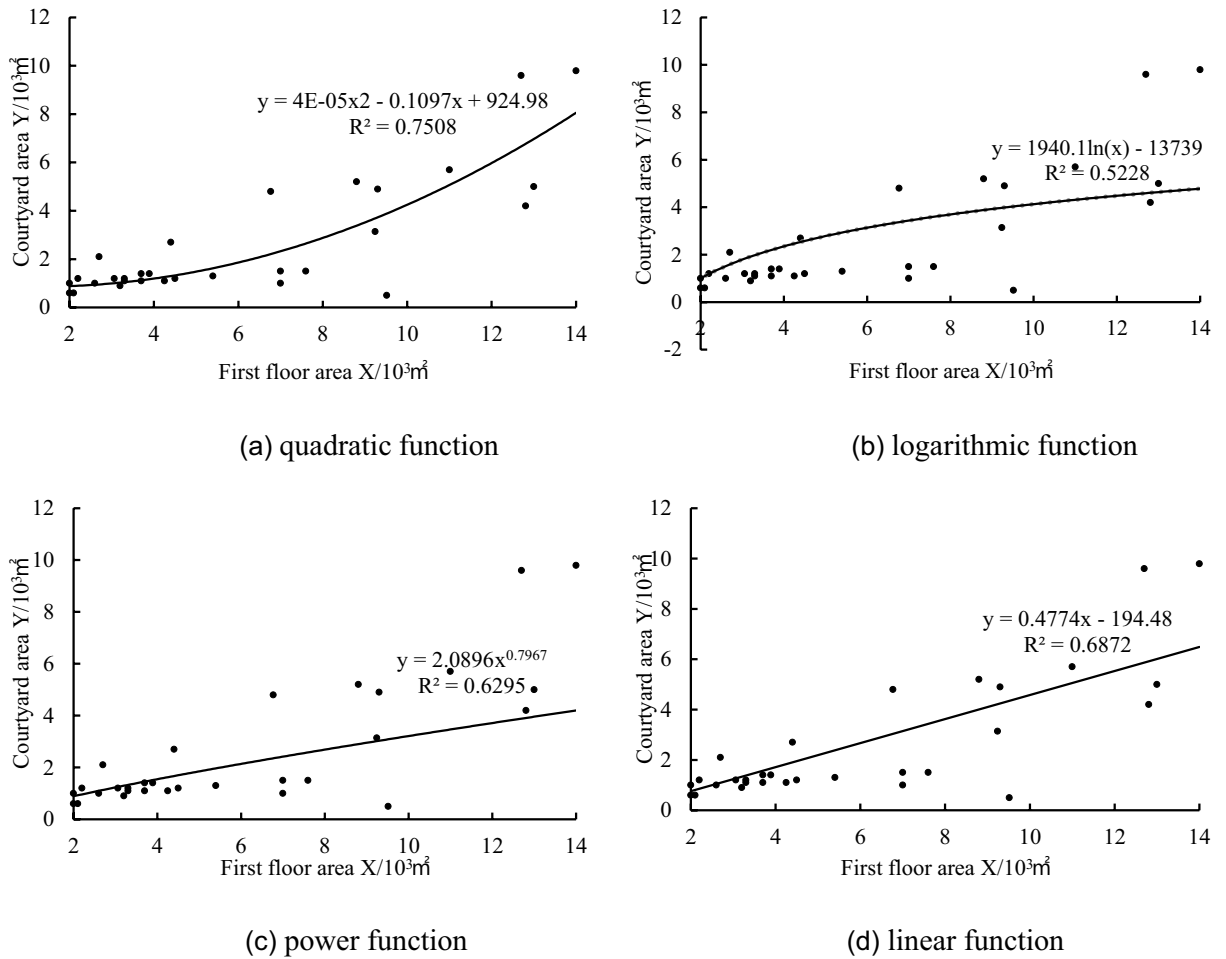 12
10
8
6
4
2
0
Courtyard area Y/10³㎡
y = 4E-05x2 - 0.1097x + 924.98
R² = 0.7508
2 4 6 8 10 12 14
First floor area X/10³㎡
(a) quadratic function
12
10
8
6
4
2
0
-2
Courtyard area Y/10³㎡
y = 1940.1ln(x) - 13739
R² = 0.5228
2 4 6 8 10 12 14
First floor area X/10³㎡
(b) logarithmic function
12
10
8
6
4
2
0
Courtyard area Y/10³㎡
y = 2.0896x⁰·⁷⁹⁶⁷
R² = 0.6295
2 4 6 8 10 12 14
First floor area X/10³㎡
(c) power function
12
10
8
6
4
2
0
Courtyard area Y/10³㎡
y = 0.4774x - 194.48
R² = 0.6872
2 4 6 8 10 12 14
First floor area X/10³㎡
(d) linear function